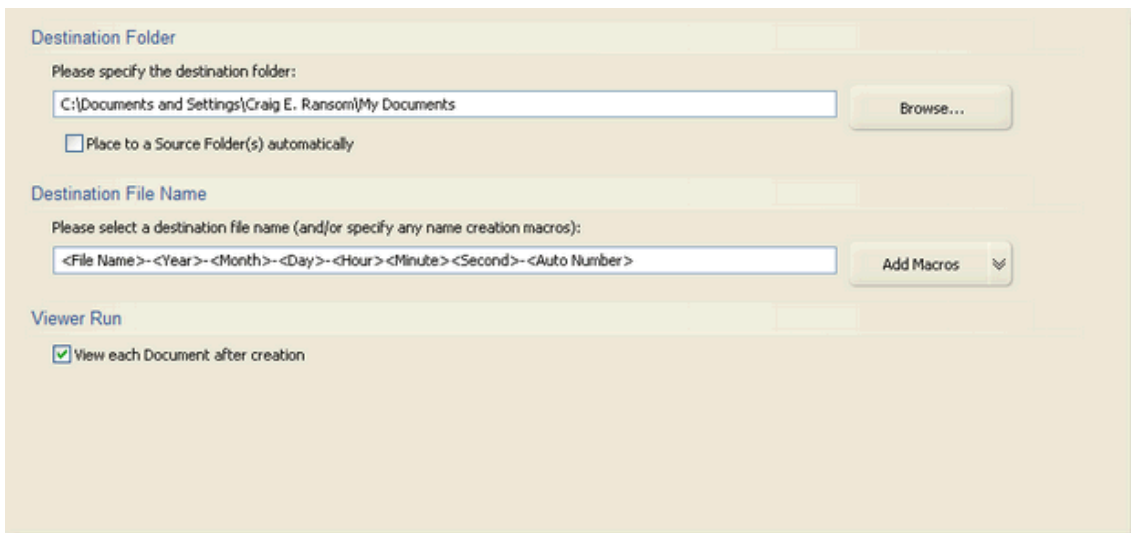 Destination Folder
Please specify the destination folder:
C:\Documents and Settings\Craig E. Ransom\My Documents
Browse...
Place to a Source Folder(s) automatically
Destination File Name
Please select a destination file name (and/or specify any name creation macros):
<File Name>-<Year>-<Month>-<Day>-<Hour><Minute><Second>-<Auto Number>
Add Macros
Viewer Run
View each Document after creation